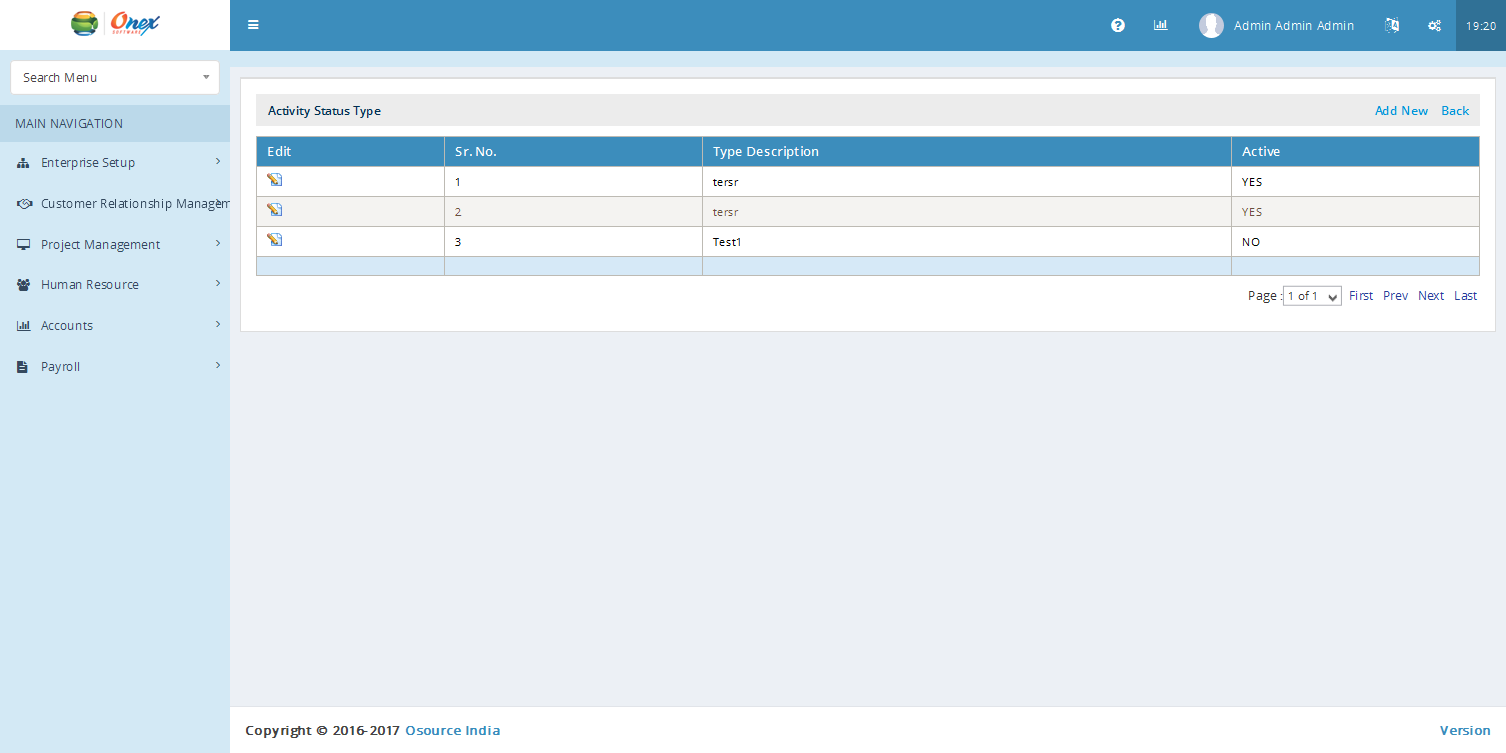 Onex
SOFTWARE
Admin Admin Admin
19:20
Search Menu
MAIN NAVIGATION
Enterprise Setup
Customer Relationship Managem
Project Management
Human Resource
Accounts
Payroll
Activity Status Type Add New Back
Edit Sr. No. Type Description Active
1 tersr YES
2 tersr YES
3 Test1 NO
Page : 1 of 1 First Prev Next Last
Copyright © 2016-2017 Osource India Version